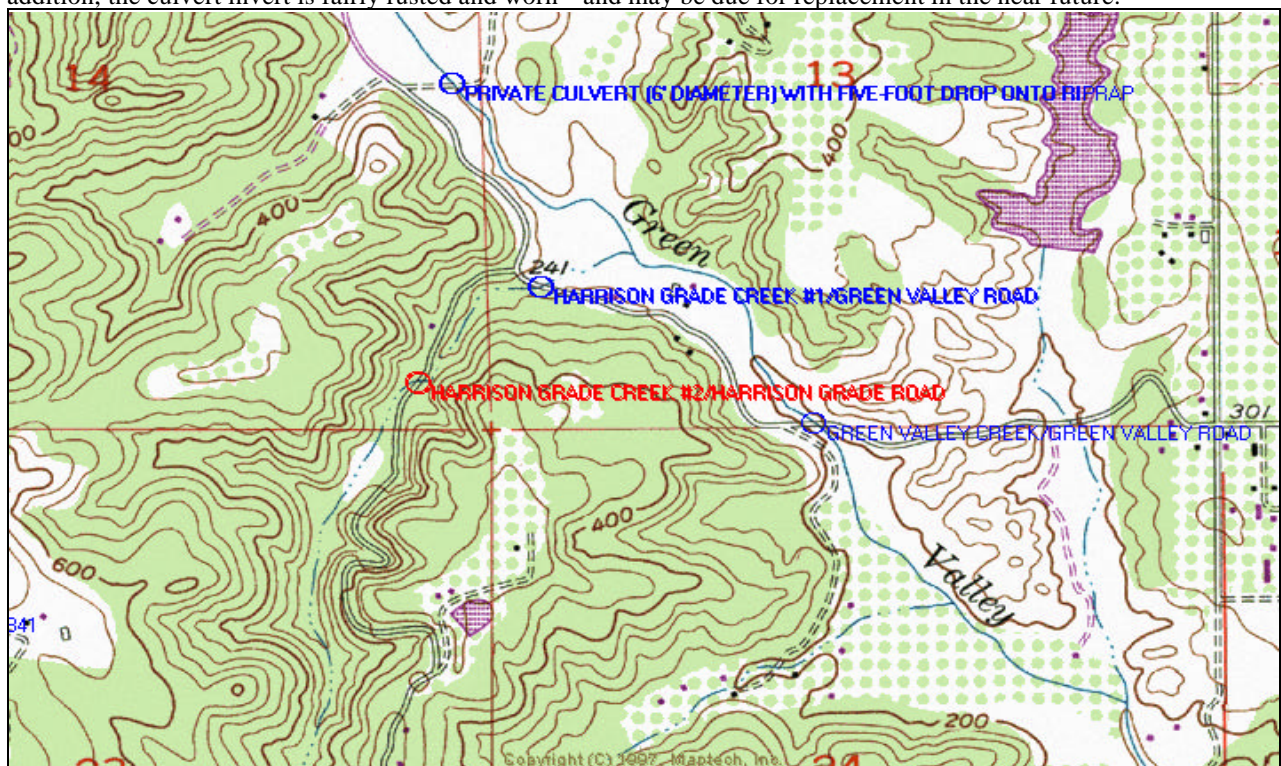 addition, the culvert invert is fairly rusted and worn – and may be due for replacement in the near future.
14
13
PRIVATE CULVERT (6' DIAMETER) WITH FIVE-FOOT DROP ONTO RIPRAP
400
400
Green
241
HARRISON GRADE CREEK #1/GREEN VALLEY ROAD
HARRISON GRADE CREEK #2/HARRISON GRADE ROAD
301
GREEN VALLEY CREEK/GREEN VALLEY ROAD
400
600
Valley
341
200
Copyright (C) 1997, Maptech, Inc.